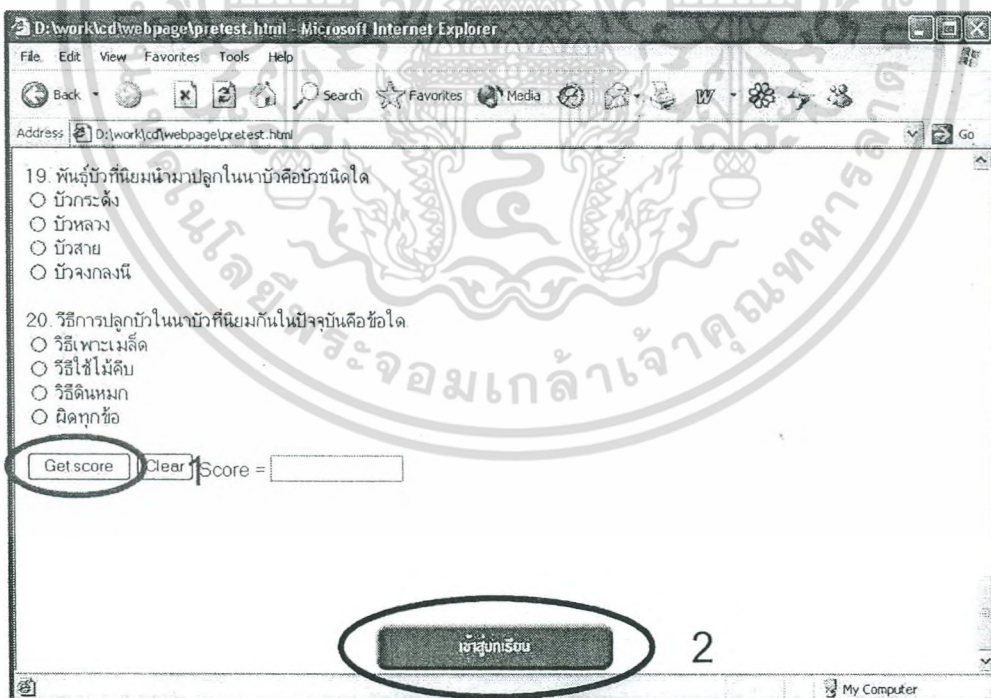 D:\work\cd\webpage\pretest.html - Microsoft Internet Explorer
File Edit View Favorites Tools Help
Back Search Favorites Media
Address D:\work\cd\webpage\pretest.html Go
19. พันธุ์บัวที่นิยมนำมาปลูกในนาบัวคือบัวชนิดใด
บัวกระด้ง
บัวหลวง
บัวสาย
บัวจงกลนี
20. วิธีการปลูกบัวในนาบัวที่นิยมกันในปัจจุบันคือข้อใด
วิธีเพาะเมล็ด
วิธีใช้ไม้คีบ
วิธีดินหมก
ผิดทุกข้อ
Get score Clear 1 Score =
เข้าสู่บทเรียน 2
My Computer